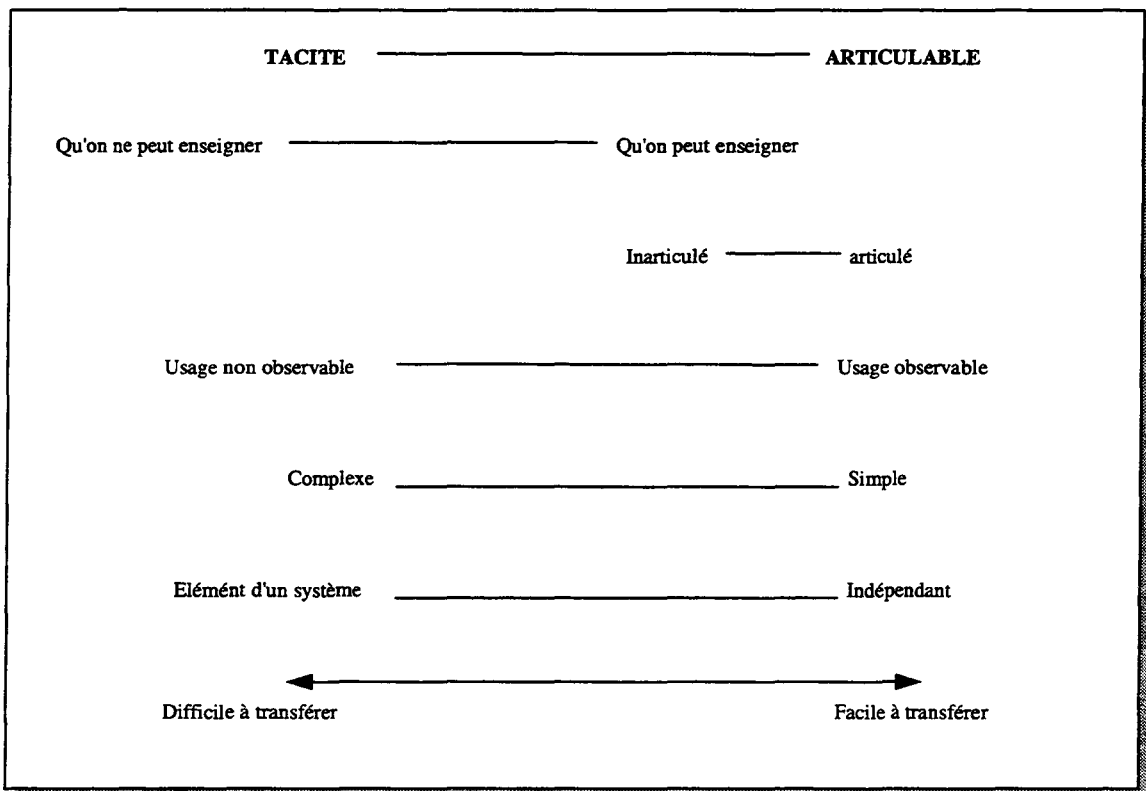 TACITE ARTICULABLE
Qu'on ne peut enseigner Qu'on peut enseigner
Inarticulé articulé
Usage non observable Usage observable
Complexe Simple
Elémént d'un système Indépendant
Difficile à transférer Facile à transférer